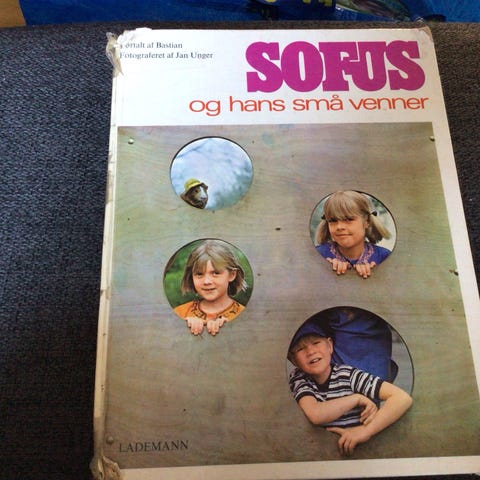 Fortalt af Bastian
Fotograferet af Jan Unger
SOFUS
og hans små venner
LADEMANN